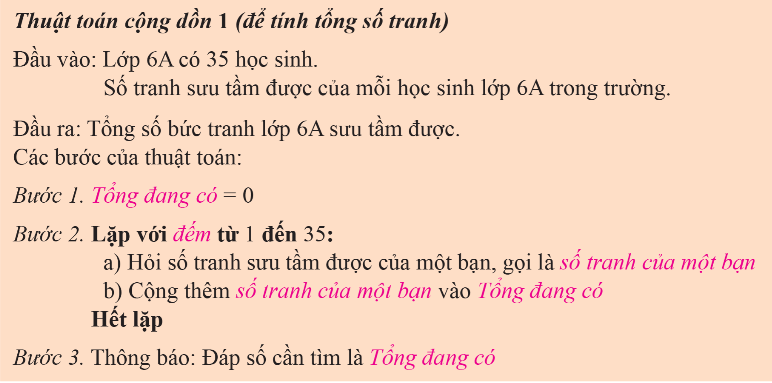 Thuật toán cộng dồn 1 (để tính tổng số tranh)
Đầu vào: Lớp 6A có 35 học sinh.
Số tranh sưu tầm được của mỗi học sinh lớp 6A trong trường.
Đầu ra: Tổng số bức tranh lớp 6A sưu tầm được.
Các bước của thuật toán:
Bước 1. Tổng đang có = 0
Bước 2. Lặp với đếm từ 1 đến 35:
a) Hỏi số tranh sưu tầm được của một bạn, gọi là số tranh của một bạn
b) Cộng thêm số tranh của một bạn vào Tổng đang có
Hết lặp
Bước 3. Thông báo: Đáp số cần tìm là Tổng đang có